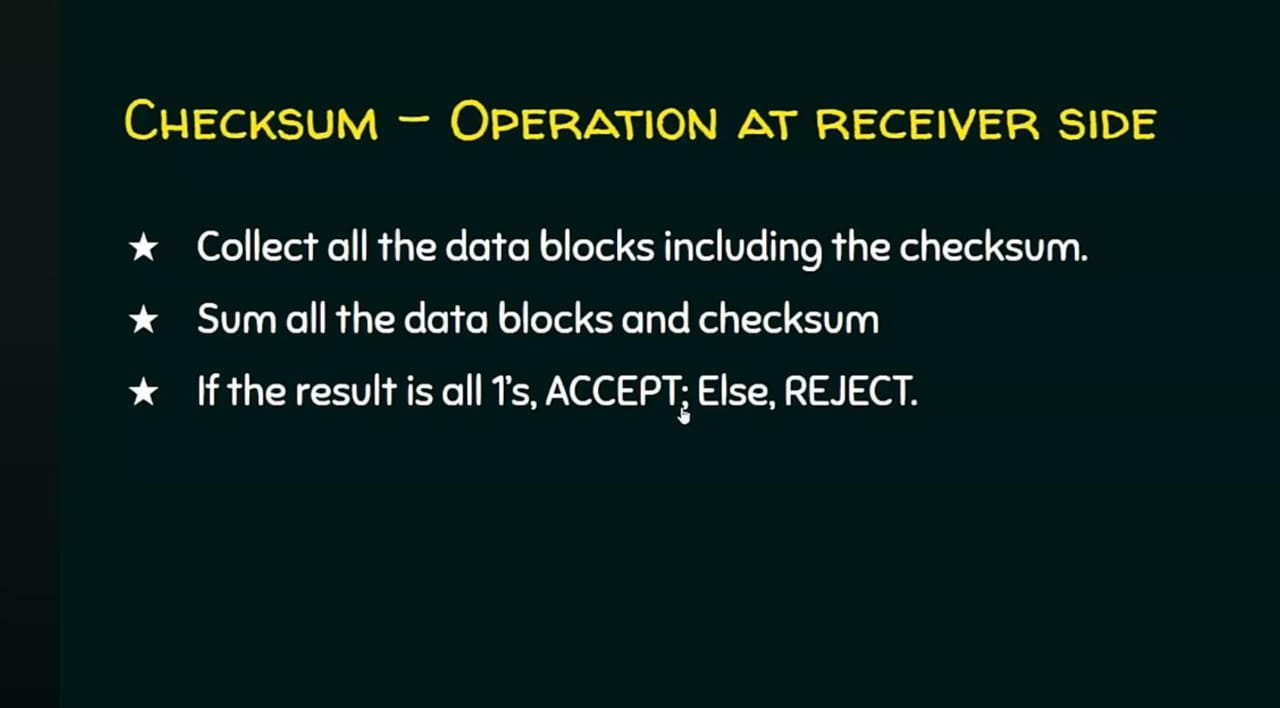 Checksum – Operation at receiver side
★ Collect all the data blocks including the checksum.
★ Sum all the data blocks and checksum
★ If the result is all 1's, ACCEPT; Else, REJECT.